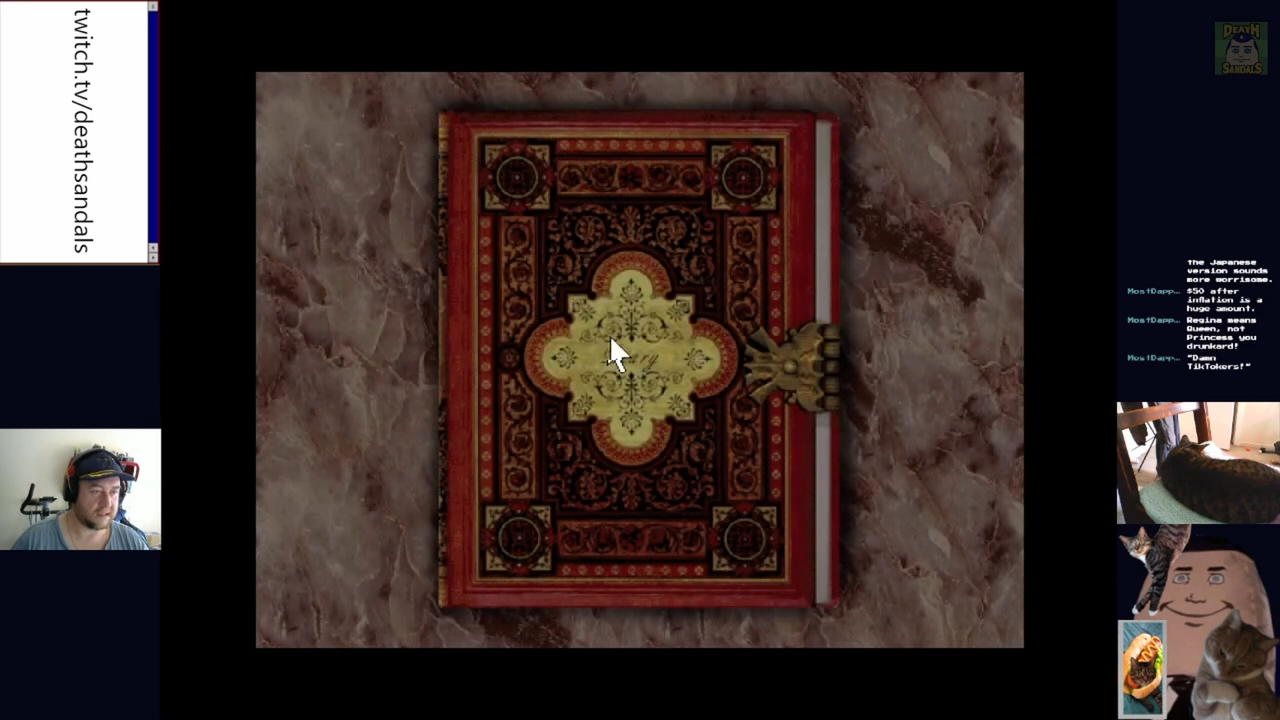 twitch.tv/deathsandals
DEATH
SANDALS
the Japanese
version sounds
more worrisome.
MostDapp… $50 after
inflation is a
huge amount.
MostDapp… Regina means
Queen, not
Princess you
drunkard!
MostDapp… "Damn
TikTokers!"